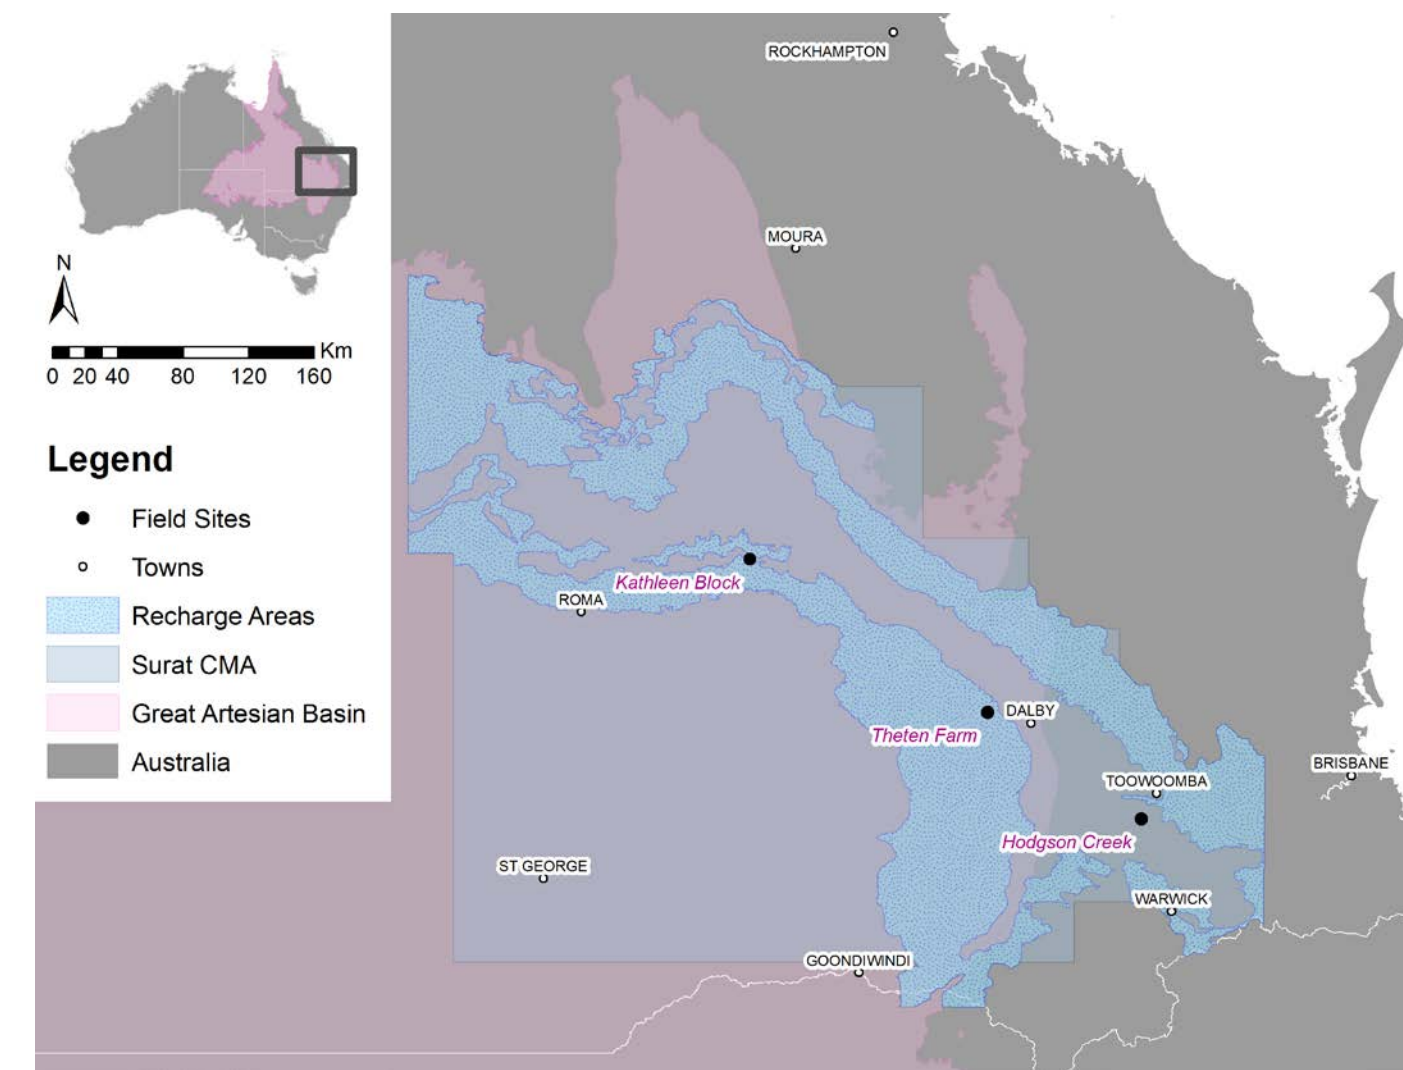 ROCKHAMPTON
MOURA
N
Km
0 20 40 80 120 160
Legend
Field Sites
Towns
Recharge Areas
Surat CMA
Great Artesian Basin
Australia
Kathleen Block
ROMA
DALBY
Theten Farm
BRISBANE
TOOWOOMBA
Hodgson Creek
ST GEORGE
WARWICK
GOONDIWINDI